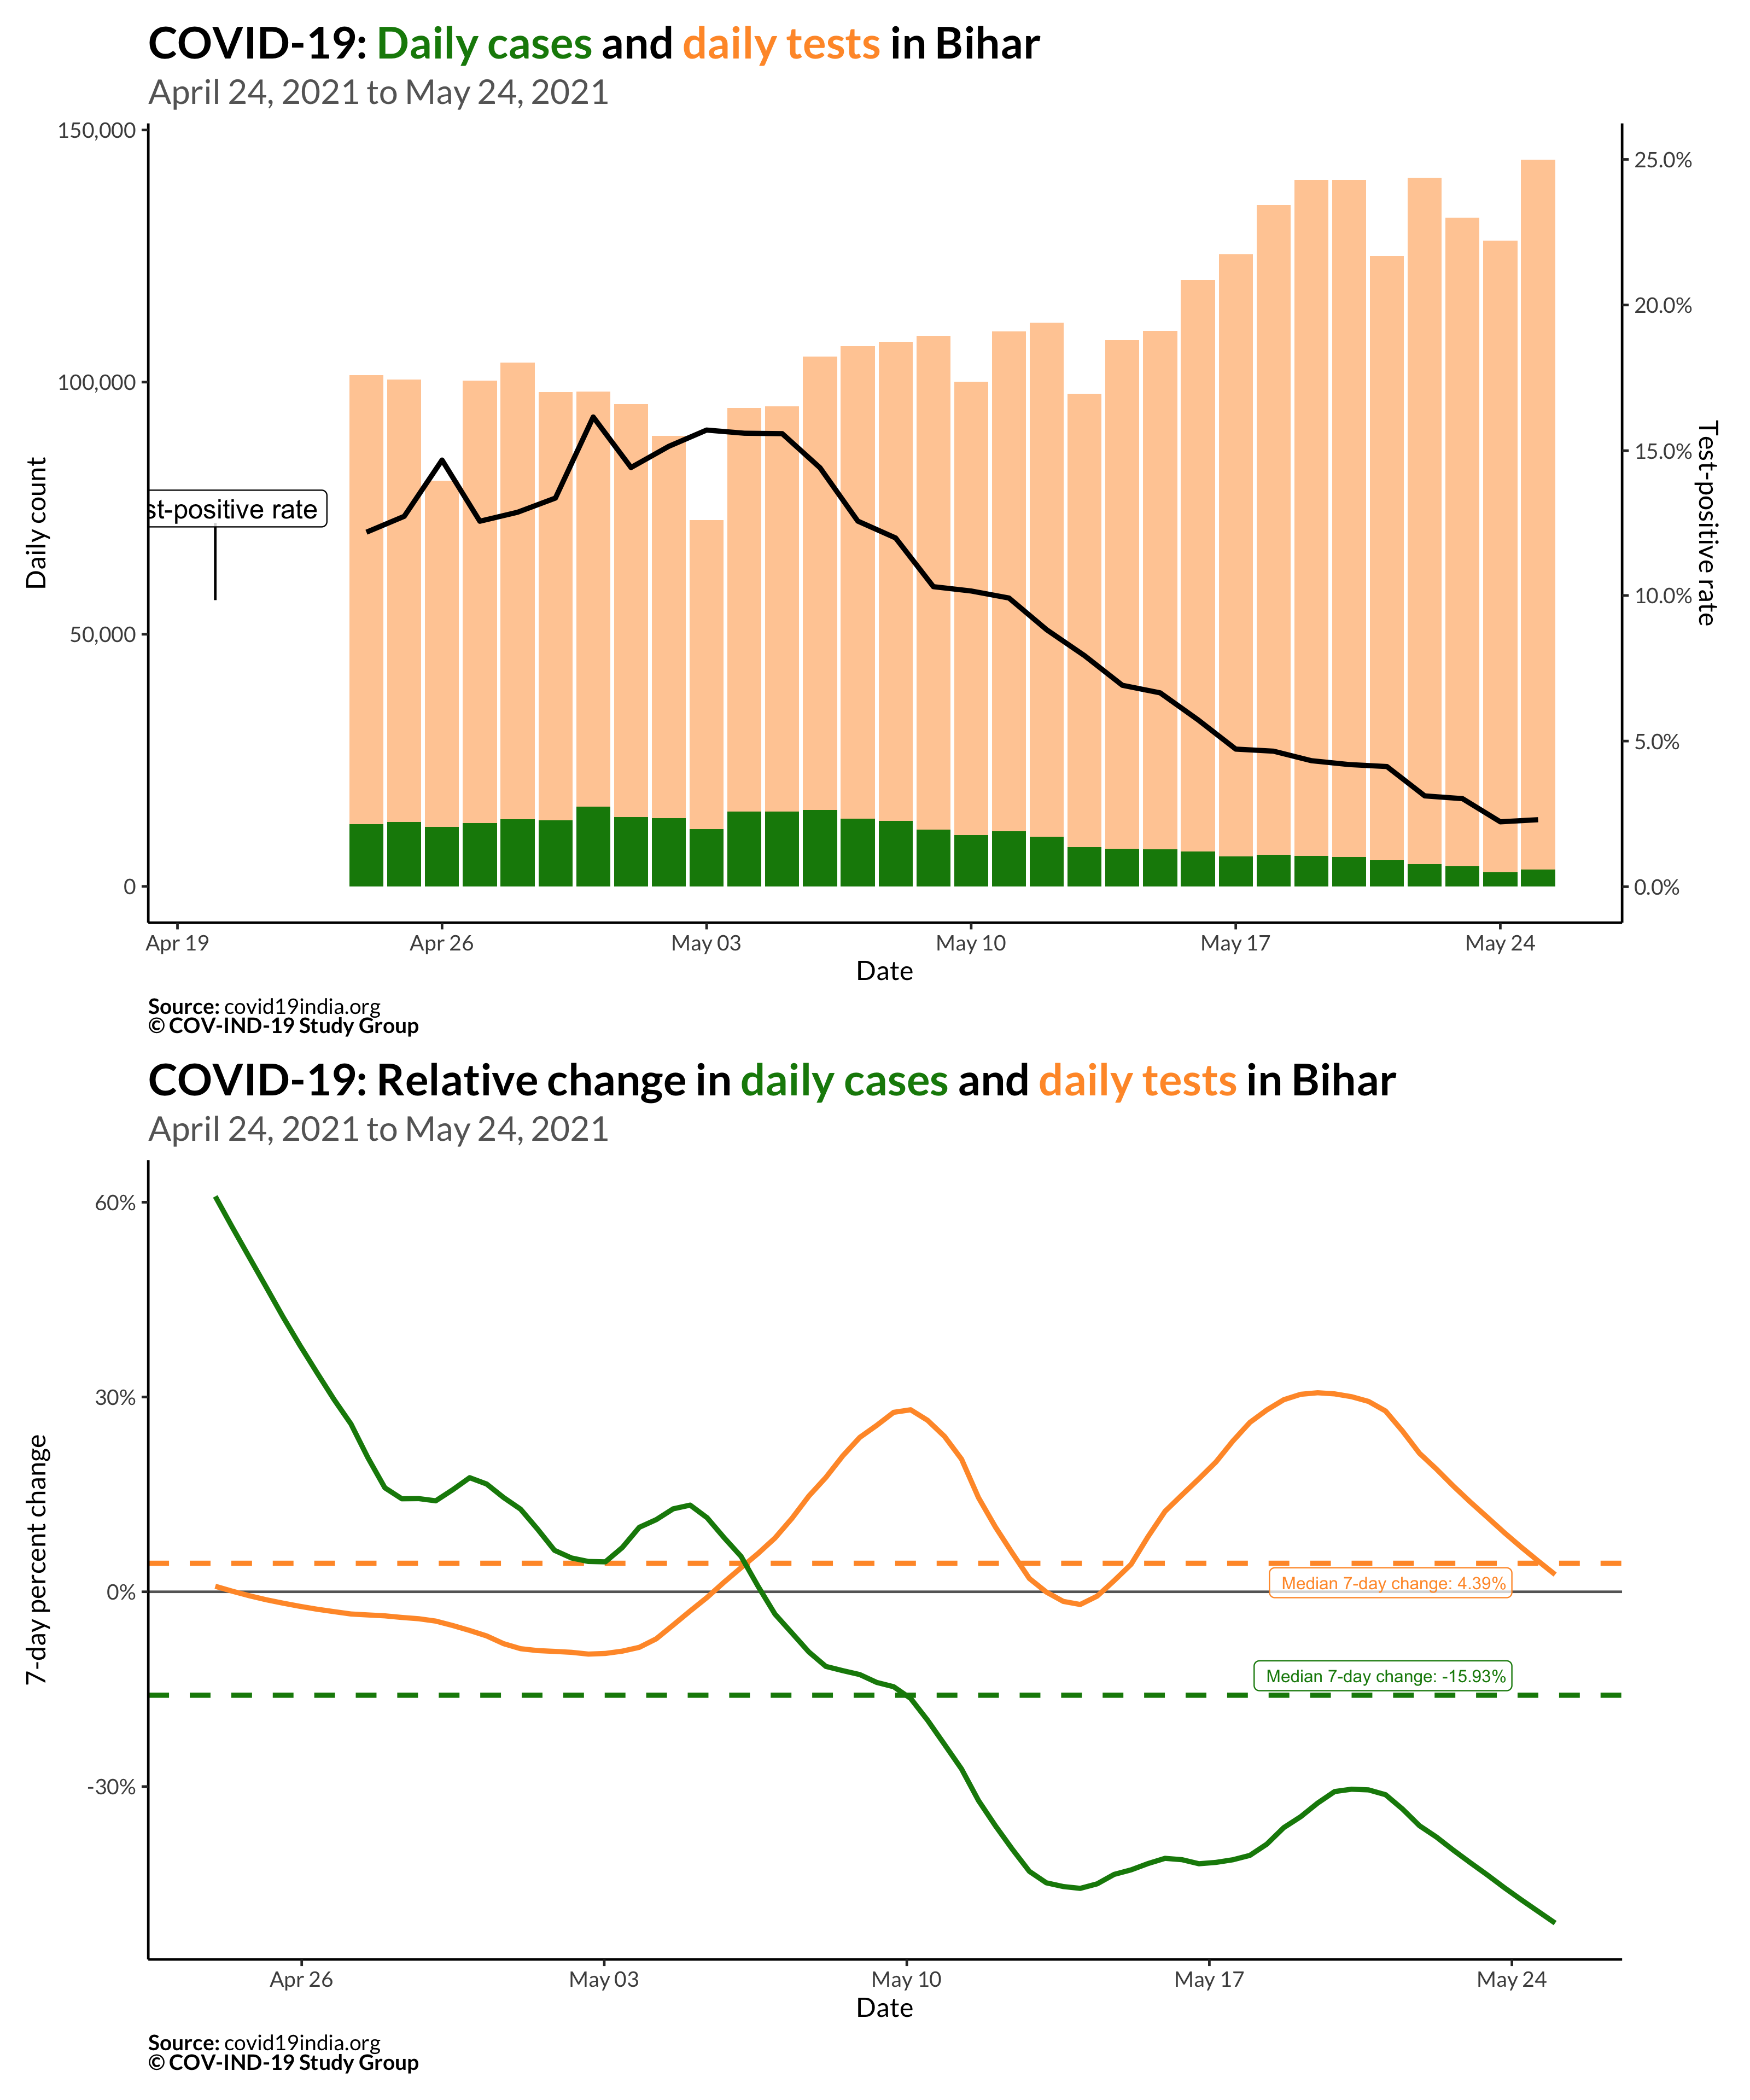 COVID-19: Daily cases and daily tests in Bihar
April 24, 2021 to May 24, 2021
150,000
100,000
50,000
0
Daily count
st-positive rate
25.0%
20.0%
15.0%
10.0%
5.0%
0.0%
Test-positive rate
Apr 19
Apr 26
May 03
May 10
May 17
May 24
Date
Source: covid19india.org
© COV-IND-19 Study Group
COVID-19: Relative change in daily cases and daily tests in Bihar
April 24, 2021 to May 24, 2021
60%
30%
0%
-30%
7-day percent change
Median 7-day change: 4.39%
Median 7-day change: -15.93%
Apr 26
May 03
May 10
May 17
May 24
Date
Source: covid19india.org
© COV-IND-19 Study Group